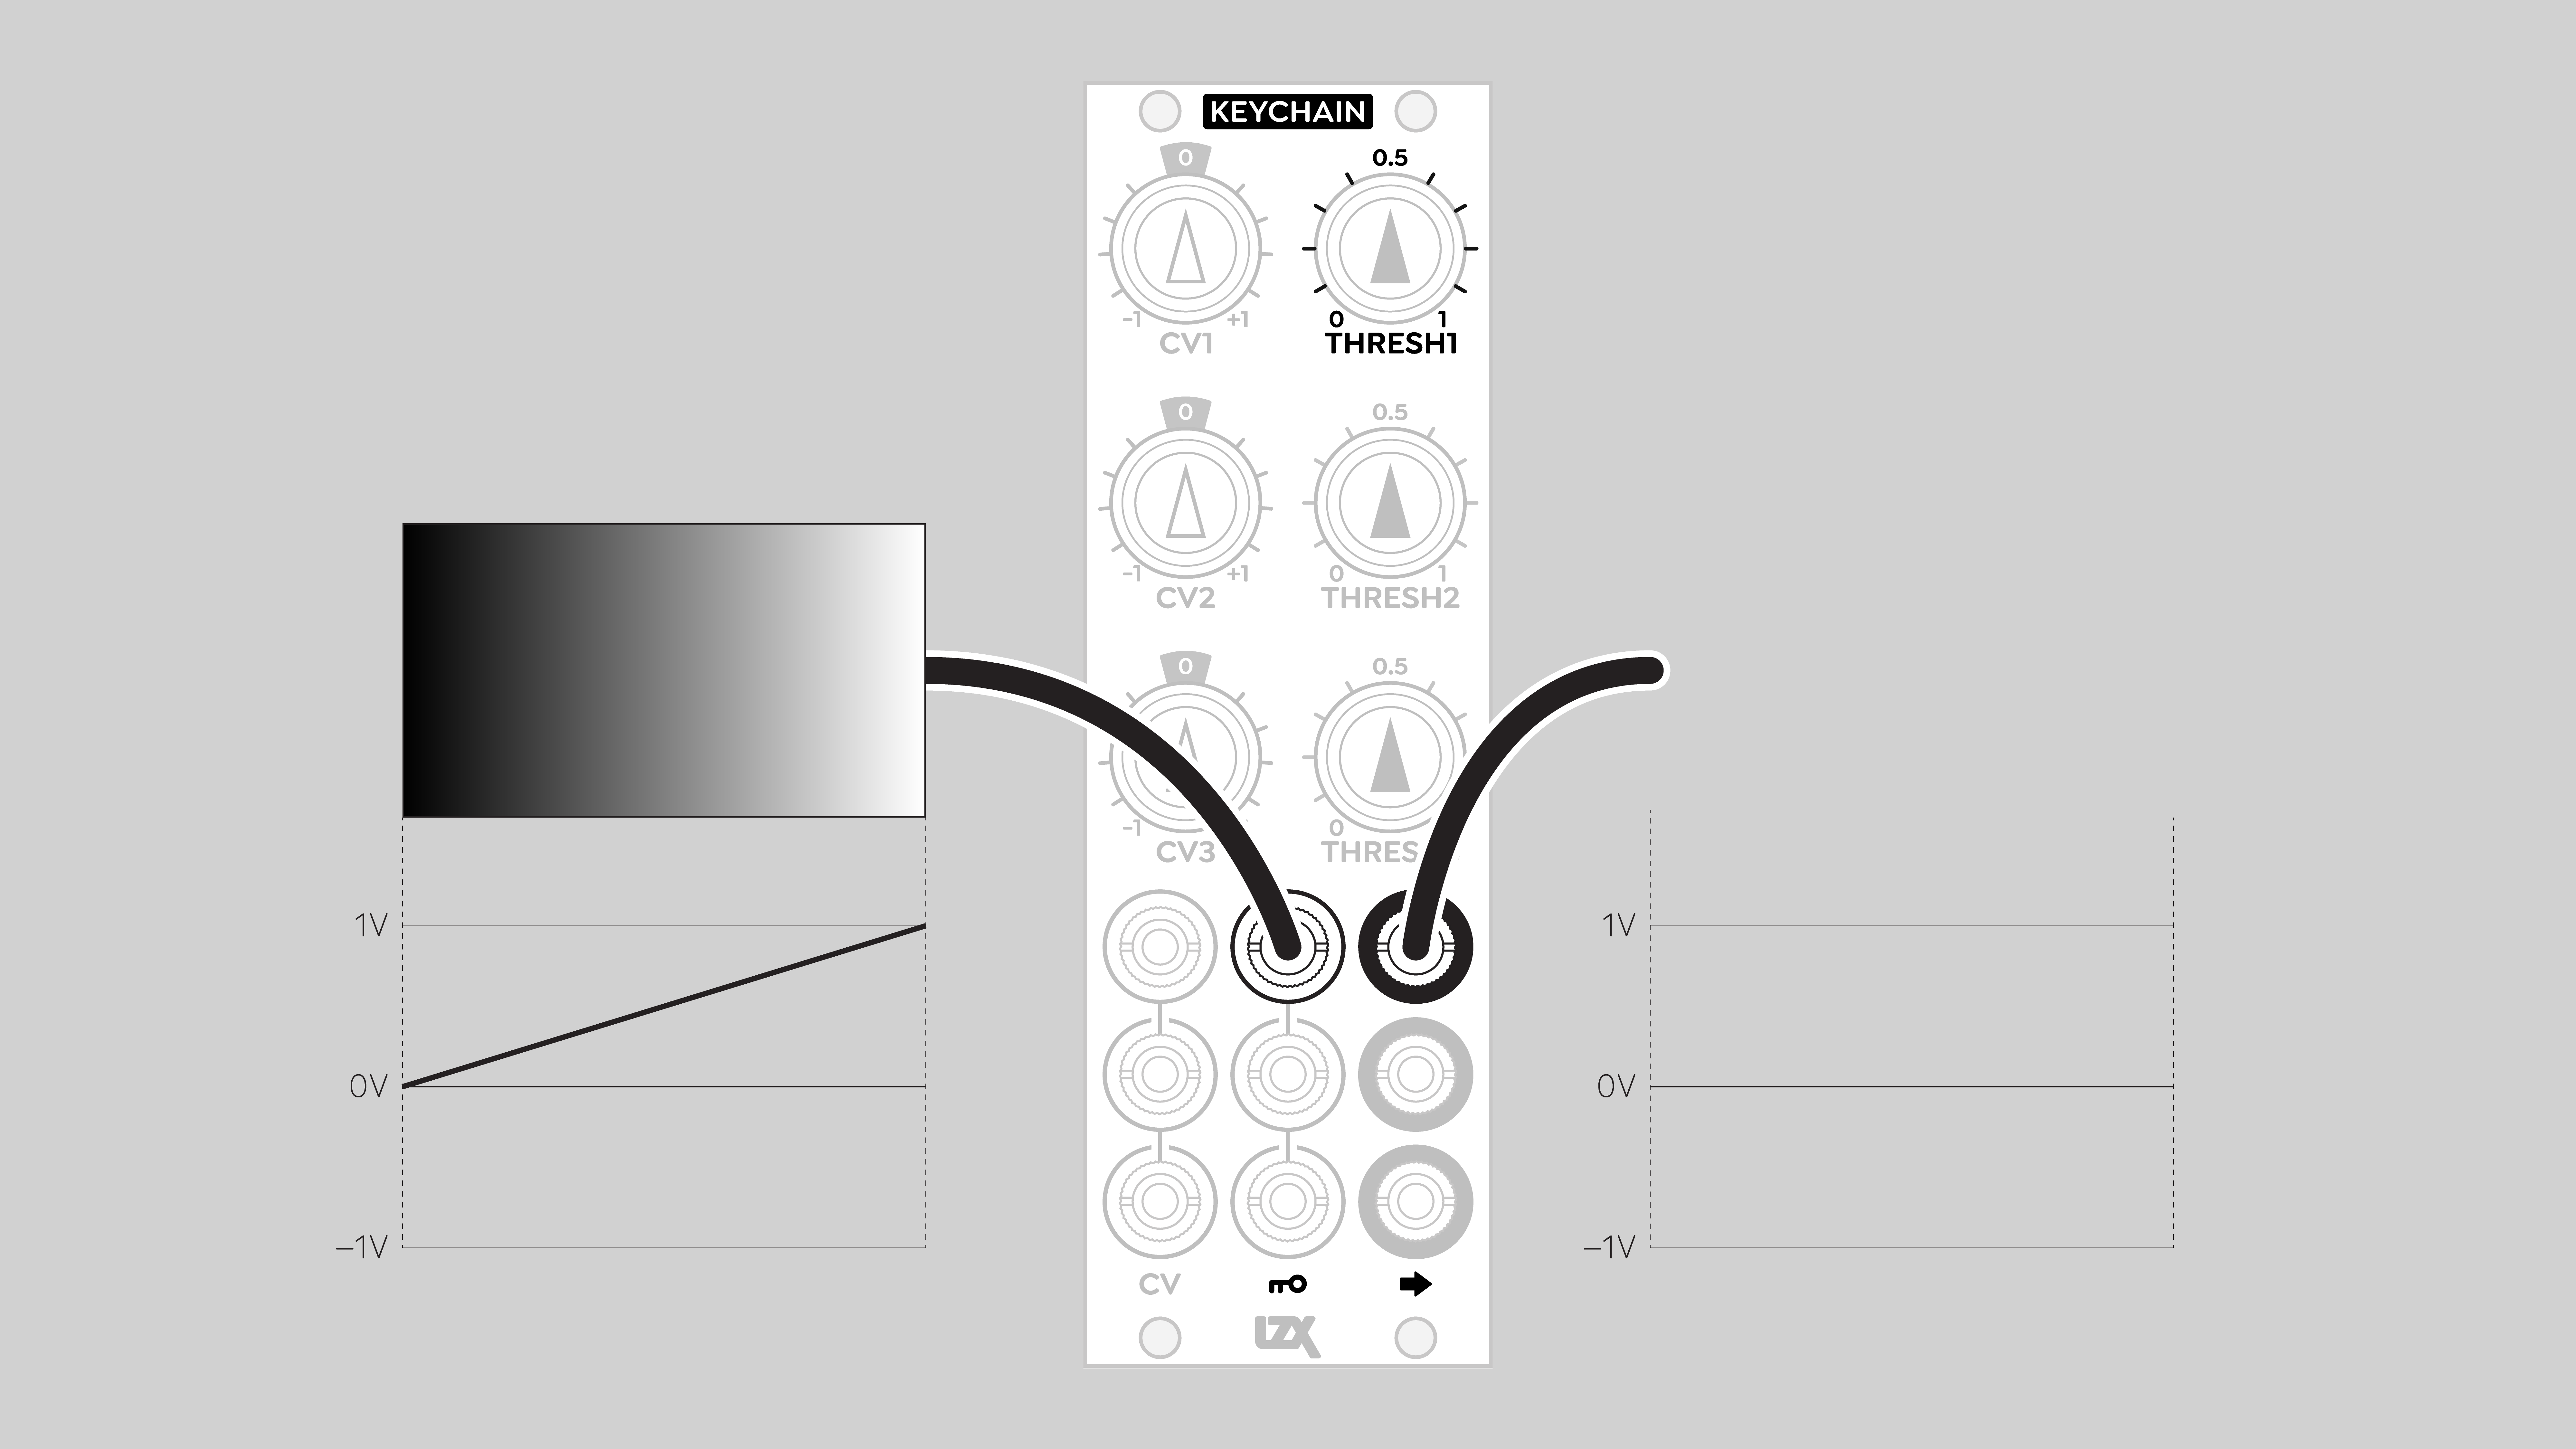 KEYCHAIN
0
0.5
-1
+1
0
1
CV1
THRESH1
0
0.5
-1
+1
0
1
CV2
THRESH2
0
0.5
-1
0
CV3
THRES
1V
0V
–1V
1V
0V
–1V
CV
LZX